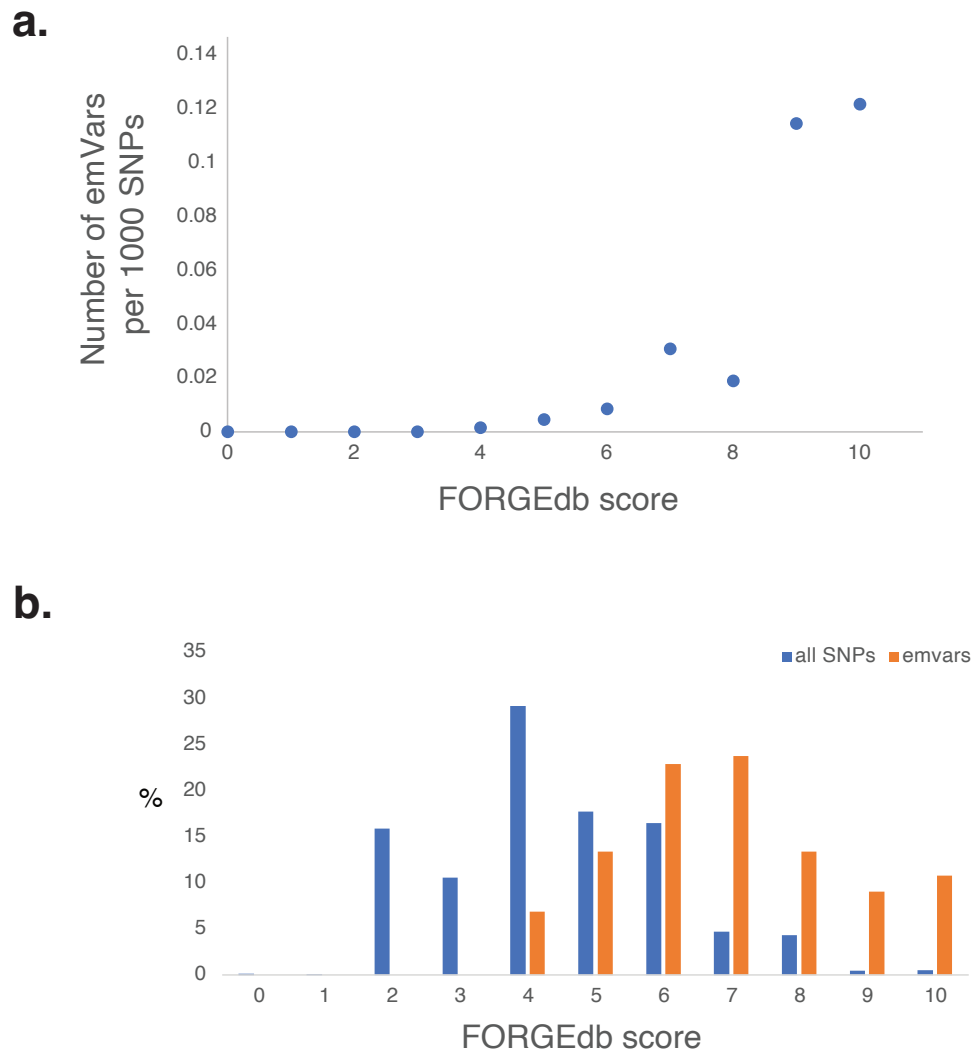 a.
Number of emVars
per 1000 SNPs
0.14
0.12
0.1
0.08
0.06
0.04
0.02
0
0 2 4 6 8 10
FORGEdb score
b.
all SNPs emvars
%
35
30
25
20
15
10
5
0
0 1 2 3 4 5 6 7 8 9 10
FORGEdb score